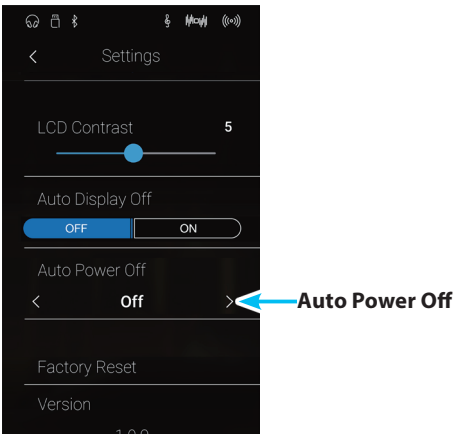 Settings
LCD Contrast 5
Auto Display Off
OFF ON
Auto Power Off
Off
Auto Power Off
Factory Reset
Version